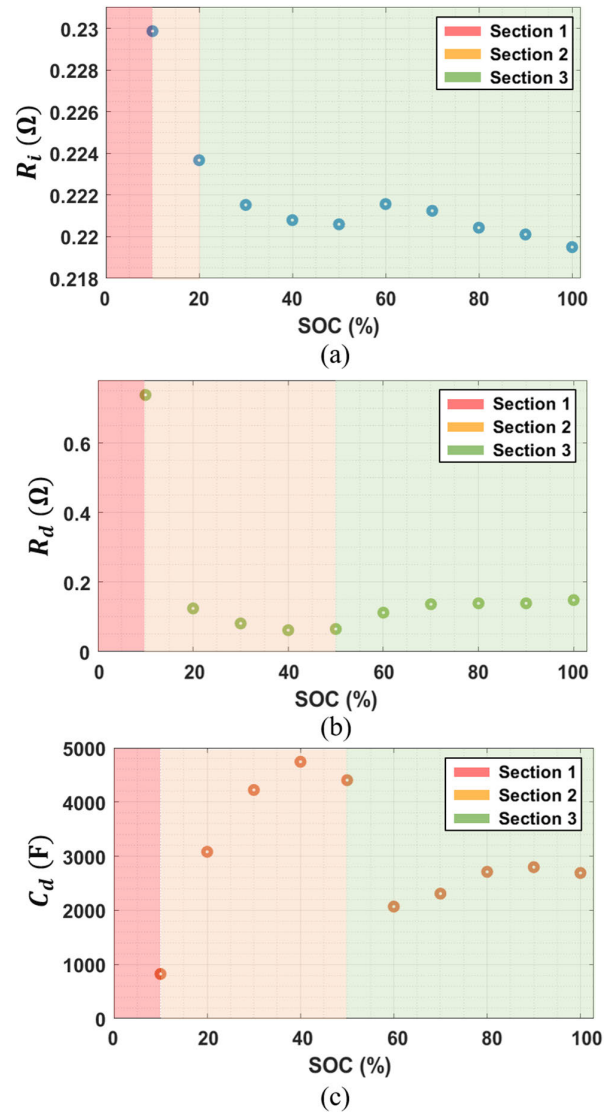 0.23
0.228
0.226
0.224
0.222
0.22
0.218
R_i (Ω)
Section 1
Section 2
Section 3
0 20 40 60 80 100
SOC (%)
(a)
0.6
0.4
0.2
0
R_d (Ω)
Section 1
Section 2
Section 3
0 20 40 60 80 100
SOC (%)
(b)
5000
4000
3000
2000
1000
0
C_d (F)
Section 1
Section 2
Section 3
0 20 40 60 80 100
SOC (%)
(c)